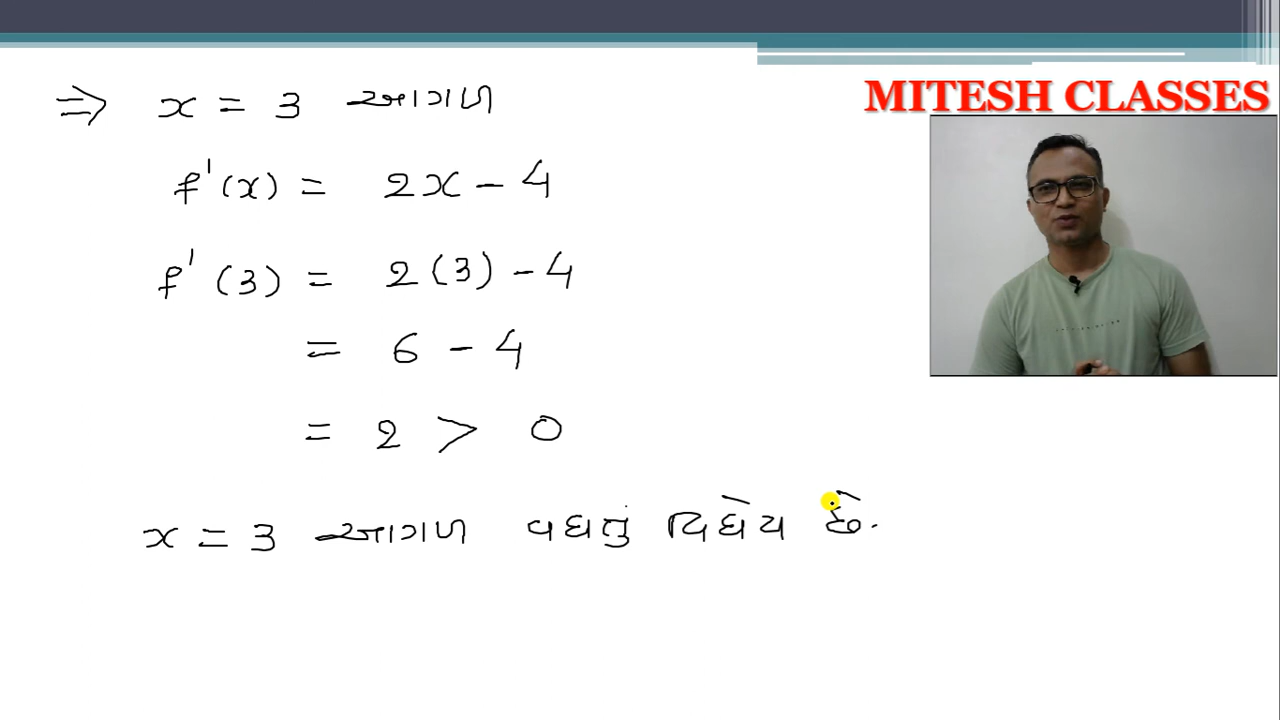 ⇒ x = 3 આગળ
MITESH CLASSES
f'(x) = 2x - 4
f'(3) = 2(3) - 4
= 6 - 4
= 2 > 0
x = 3 આગળ વધતું વિધેય છે.